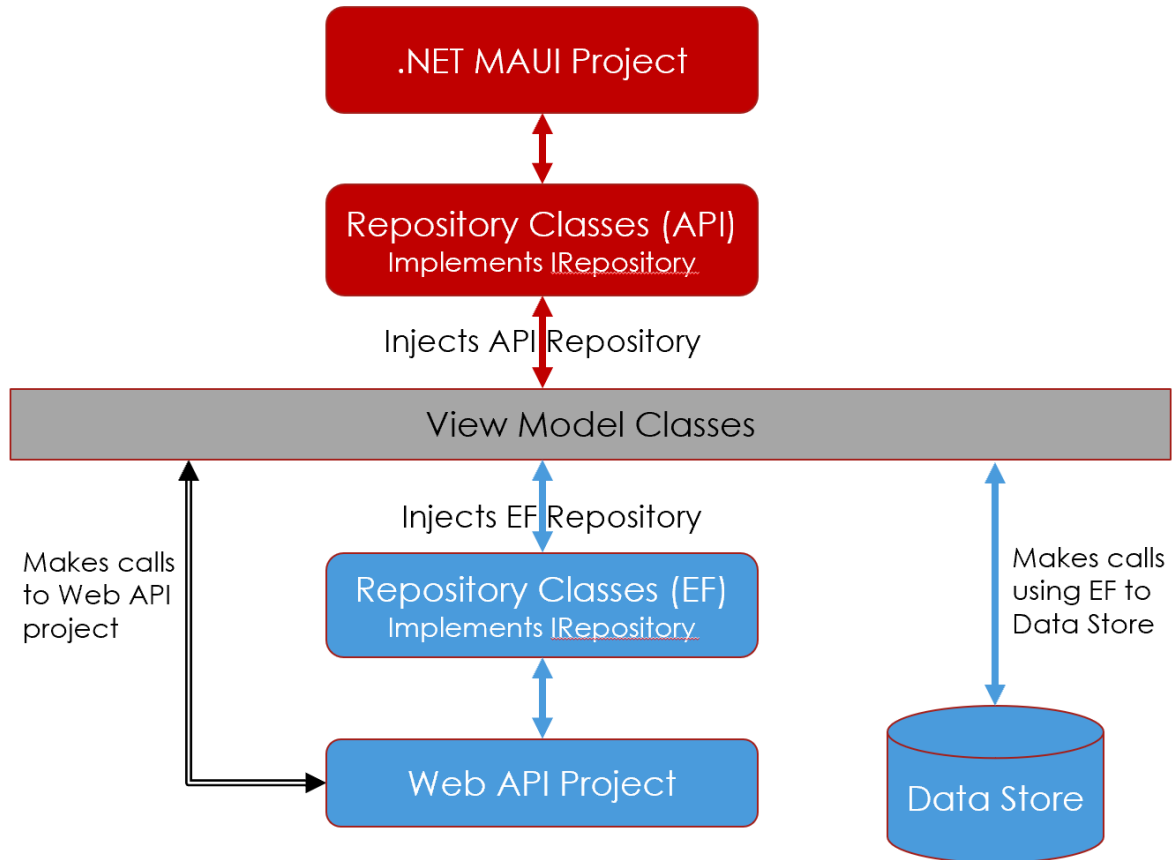 .NET MAUI Project
Repository Classes (API)
Implements IRepository
Injects API Repository
View Model Classes
Injects EF Repository
Makes calls
to Web API
project
Repository Classes (EF)
Implements IRepository
Makes calls
using EF to
Data Store
Web API Project
Data Store